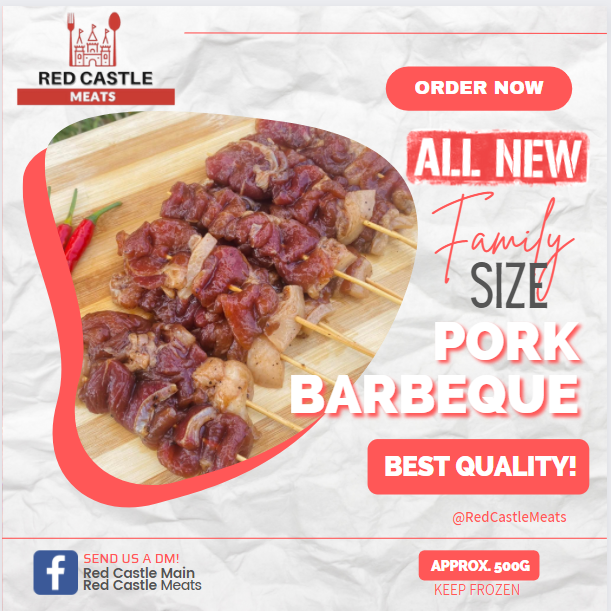 RED CASTLE
MEATS
ORDER NOW
ALL NEW
Family
SIZE
PORK
BARBEQUE
BEST QUALITY!
@RedCastleMeats
f
SEND US A DM!
Red Castle Main
Red Castle Meats
APPROX. 500G
KEEP FROZEN